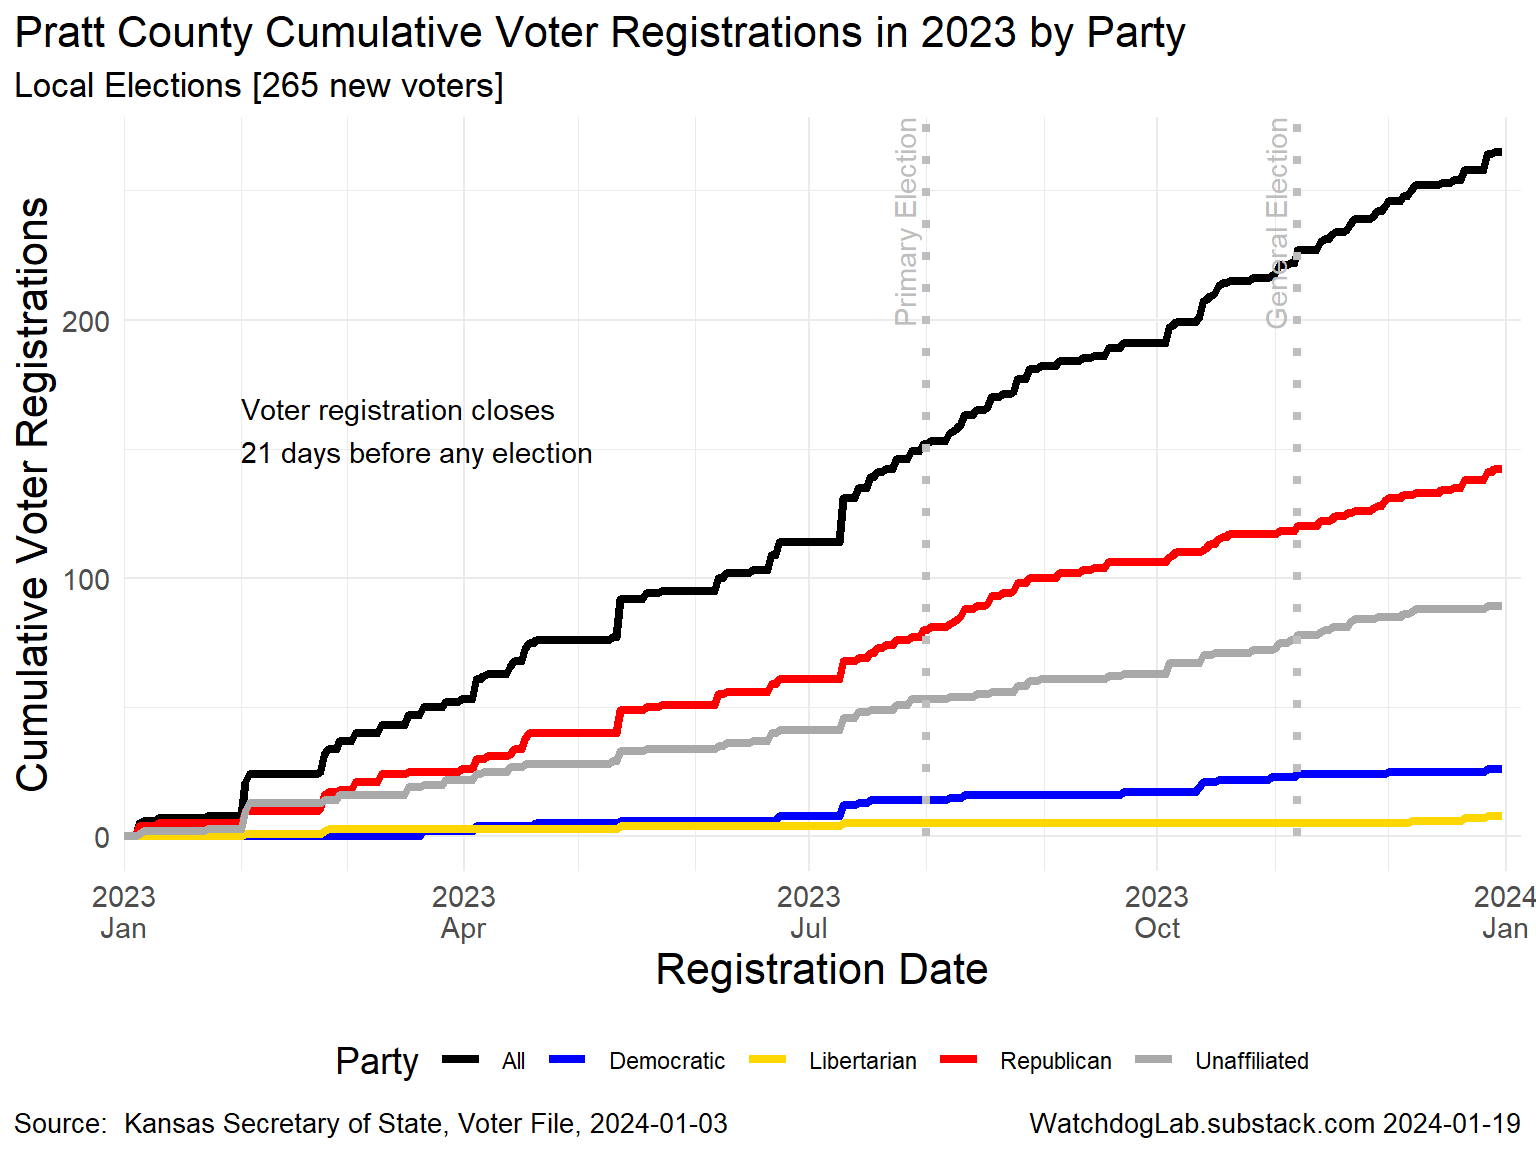 Pratt County Cumulative Voter Registrations in 2023 by Party
Local Elections [265 new voters]
Cumulative Voter Registrations
200
100
0
Primary Election
General Election
Voter registration closes
21 days before any election
2023 2023 2023 2023 2024
Jan Apr Jul Oct Jan
Registration Date
Party All Democratic Libertarian Republican Unaffiliated
Source:  Kansas Secretary of State, Voter File, 2024-01-03
WatchdogLab.substack.com 2024-01-19